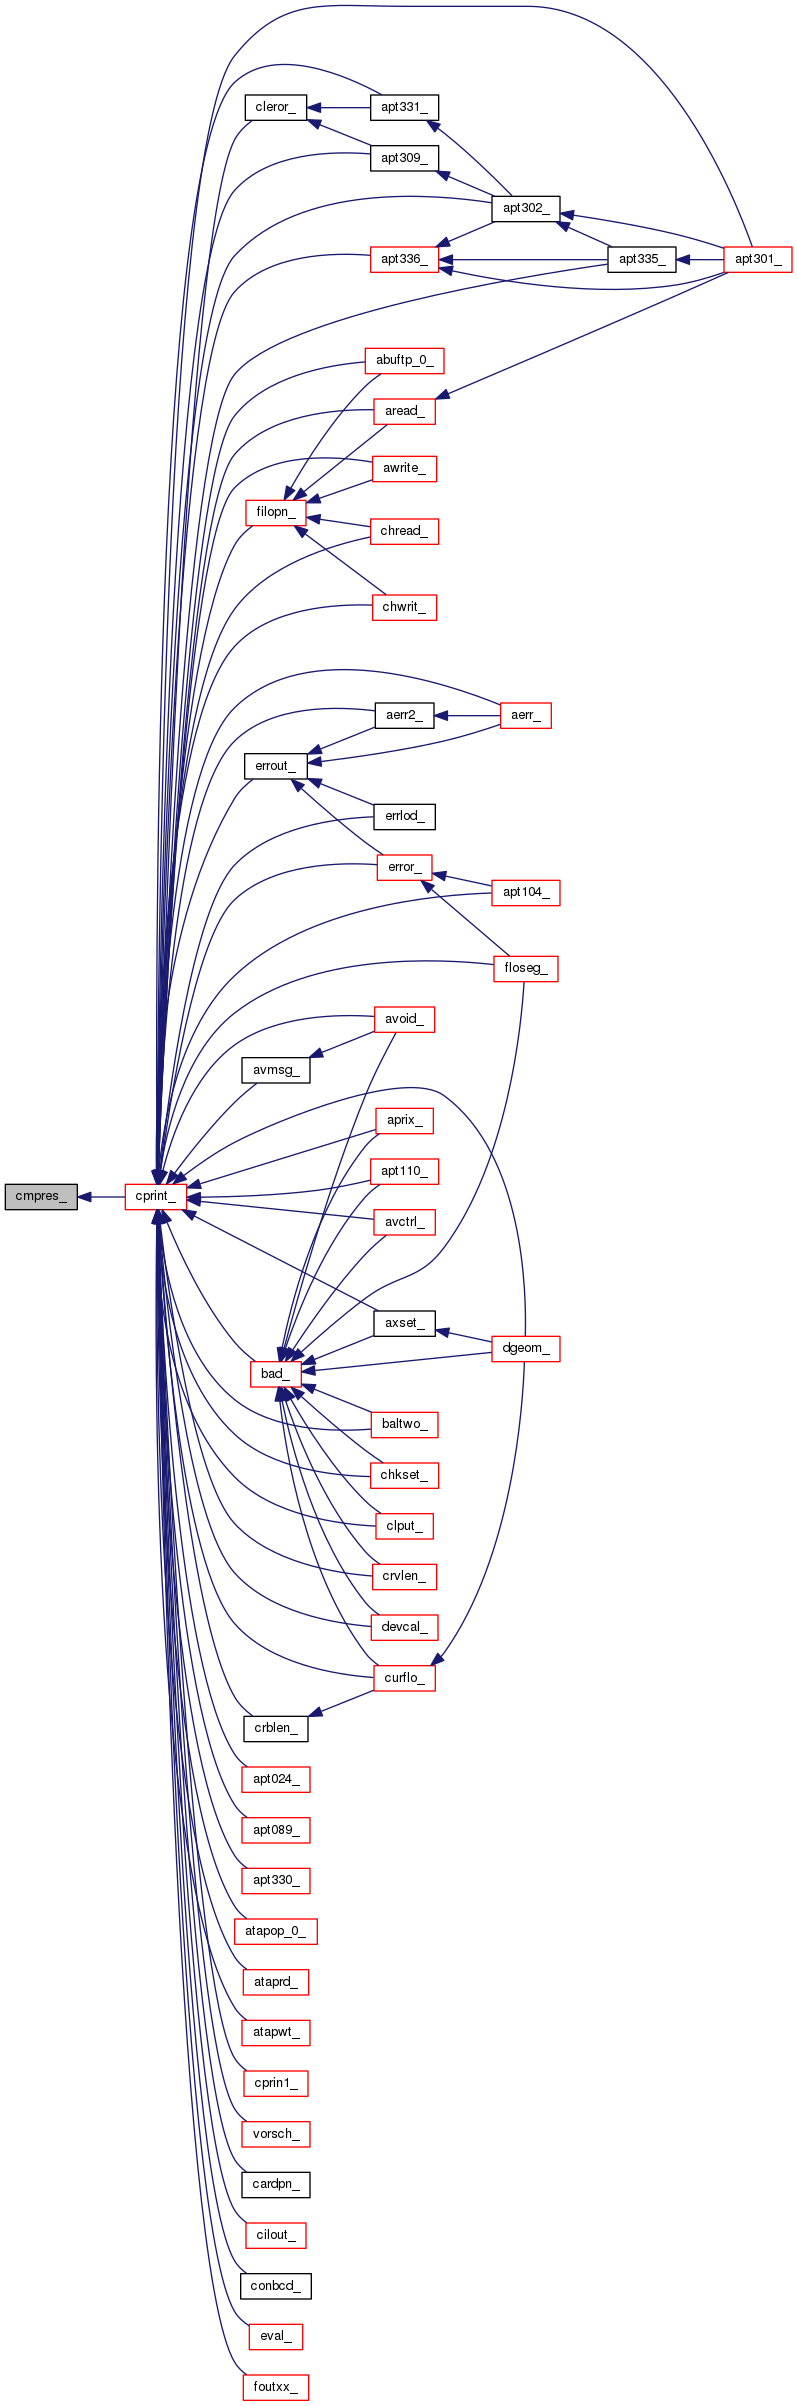 cleror_
apt331_
apt309_
apt302_
apt336_
apt335_
apt301_
abuftp_0_
aread_
awrite_
filopn_
chread_
chwrit_
aerr2_
aerr_
errout_
errlod_
error_
apt104_
floseg_
avoid_
avmsg_
aprix_
apt110_
cmpres_
cprint_
avctrl_
axset_
dgeom_
bad_
baltwo_
chkset_
clput_
crvlen_
devcal_
curflo_
crblen_
apt024_
apt089_
apt330_
atapop_0_
ataprd_
atapwt_
cprin1_
vorsch_
cardpn_
cilout_
conbcd_
eval_
foutxx_